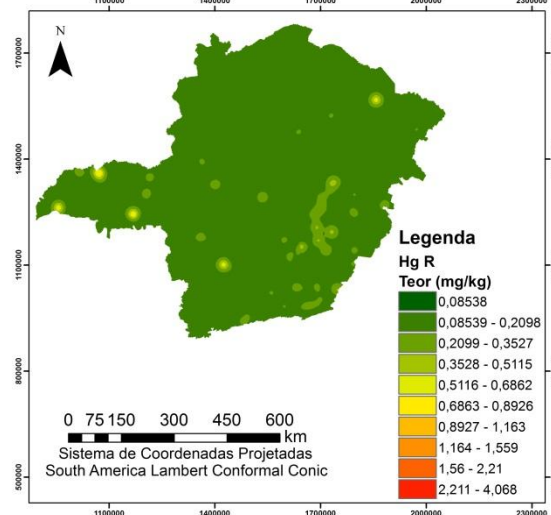 1100000 1400000 1700000 2000000 2300000
N
1700000
1400000
1100000
800000
500000
Legenda
Hg R
Teor (mg/kg)
0,08538
0,08539 - 0,2098
0,2099 - 0,3527
0,3528 - 0,5115
0,5116 - 0,6862
0,6863 - 0,8926
0,8927 - 1,163
1,164 - 1,559
1,56 - 2,21
2,211 - 4,068
0 75 150 300 450 600
km
Sistema de Coordenadas Projetadas
South America Lambert Conformal Conic
1100000 1400000 1700000 2000000 2300000